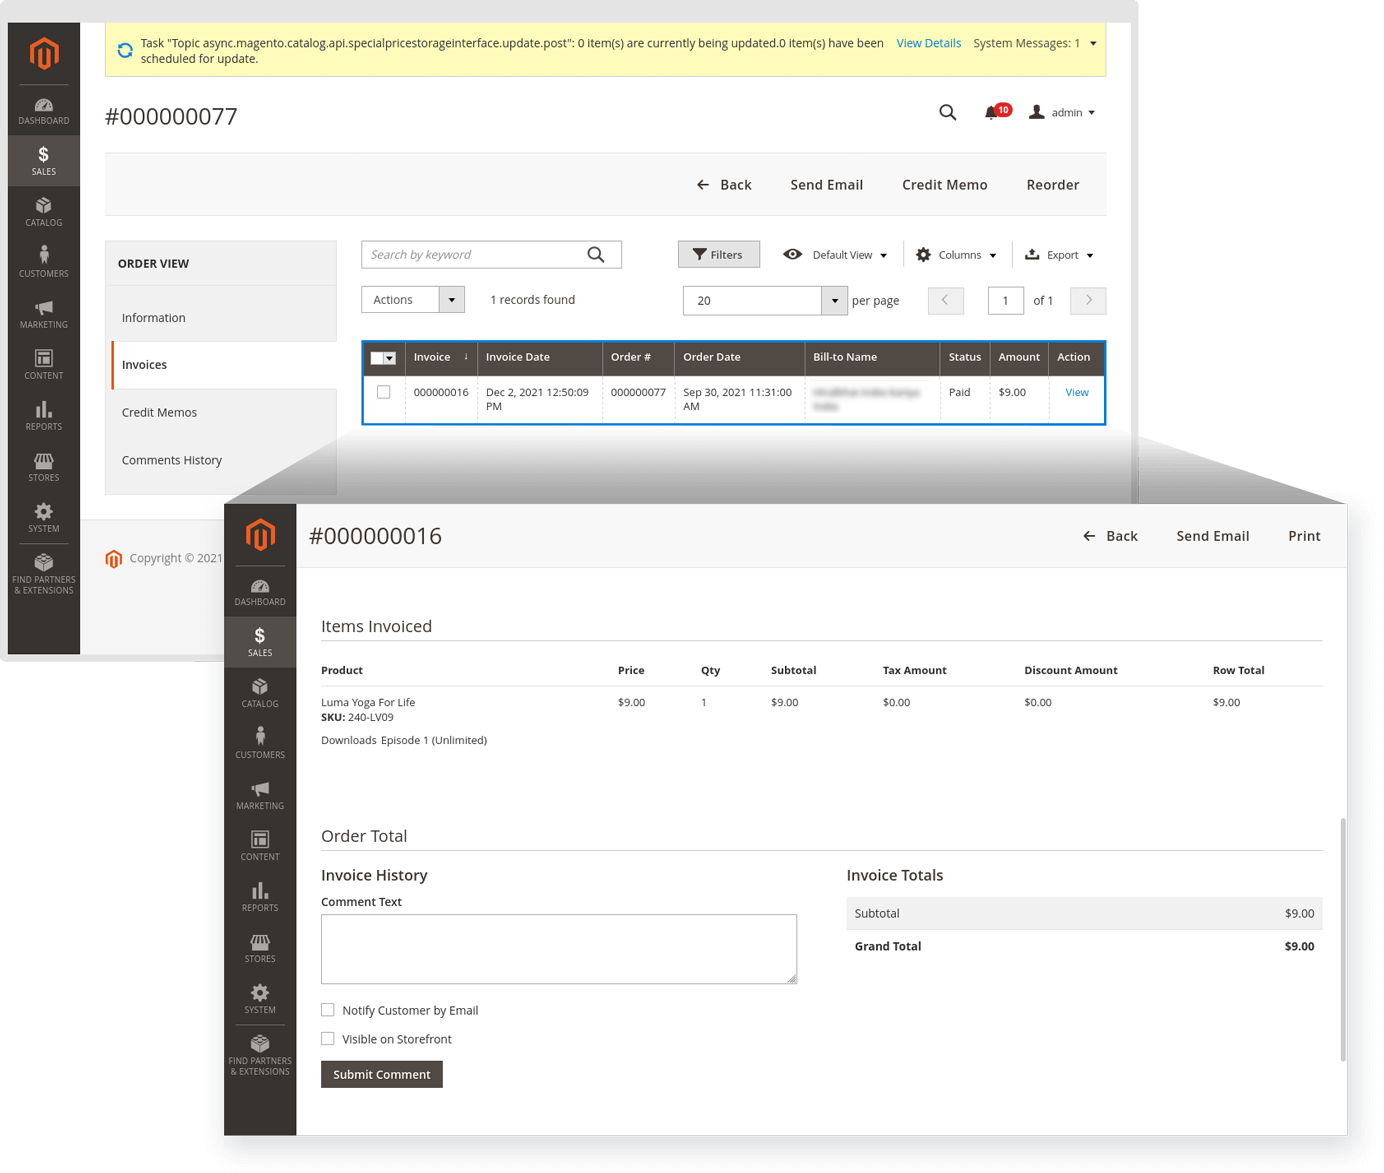 Task "Topic async.magento.catalog.api.specialpricestorageinterface.update.post": 0 item(s) are currently being updated.0 item(s) have been
scheduled for update.
View Details
System Messages: 1
#000000077
10
admin
Back
Send Email
Credit Memo
Reorder
DASHBOARD
SALES
CATALOG
CUSTOMERS
MARKETING
CONTENT
REPORTS
STORES
SYSTEM
FIND PARTNERS
& EXTENSIONS
ORDER VIEW
Information
Invoices
Credit Memos
Comments History
Search by keyword
Filters
Default View
Columns
Export
Actions
1 records found
20
per page
1
of 1
Invoice ↓ Invoice Date Order # Order Date Bill-to Name Status Amount Action
000000016 Dec 2, 2021 12:50:09 000000077 Sep 30, 2021 11:31:00 Paid $9.00 View
PM AM
Copyright © 2021
#000000016
Back
Send Email
Print
DASHBOARD
SALES
CATALOG
CUSTOMERS
MARKETING
CONTENT
REPORTS
STORES
SYSTEM
FIND PARTNERS
& EXTENSIONS
Items Invoiced
Product Price Qty Subtotal Tax Amount Discount Amount Row Total
Luma Yoga For Life $9.00 1 $9.00 $0.00 $0.00 $9.00
SKU: 240-LV09
Downloads Episode 1 (Unlimited)
Order Total
Invoice History
Comment Text
Notify Customer by Email
Visible on Storefront
Submit Comment
Invoice Totals
Subtotal $9.00
Grand Total $9.00